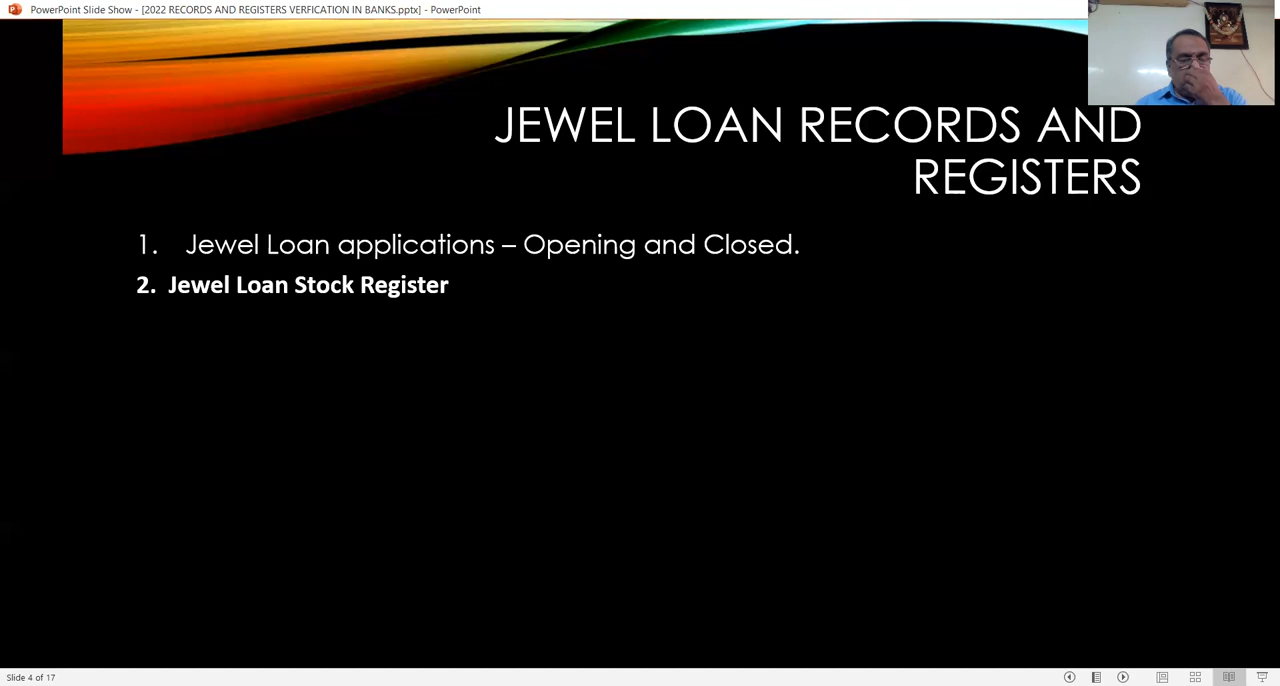 PowerPoint Slide Show - [2022 RECORDS AND REGISTERS VERFICATION IN BANKS.pptx] - PowerPoint
JEWEL LOAN RECORDS AND
REGISTERS
1. Jewel Loan applications – Opening and Closed.
2. Jewel Loan Stock Register
Slide 4 of 17